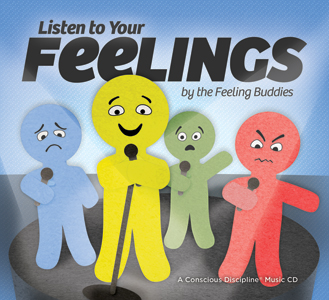 Listen to Your
FeeLINGS
by the Feeling Buddies
A Conscious Discipline® Music CD